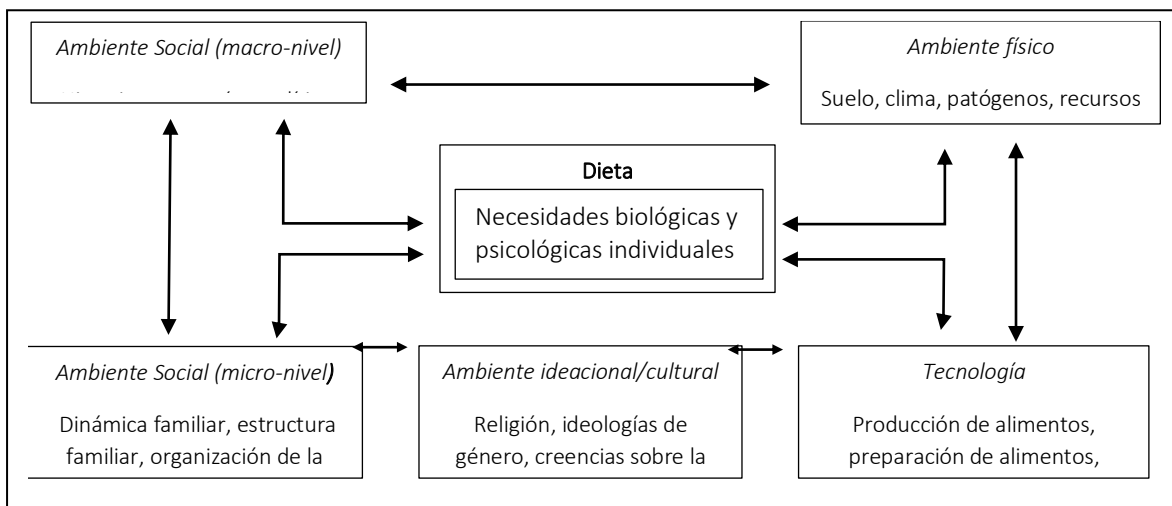 Ambiente Social (macro-nivel)
Ambiente físico
Suelo, clima, patógenos, recursos
Dieta
Necesidades biológicas y
psicológicas individuales
Ambiente Social (micro-nivel)
Dinámica familiar, estructura
familiar, organización de la
Ambiente ideacional/cultural
Religión, ideologías de
género, creencias sobre la
Tecnología
Producción de alimentos,
preparación de alimentos,